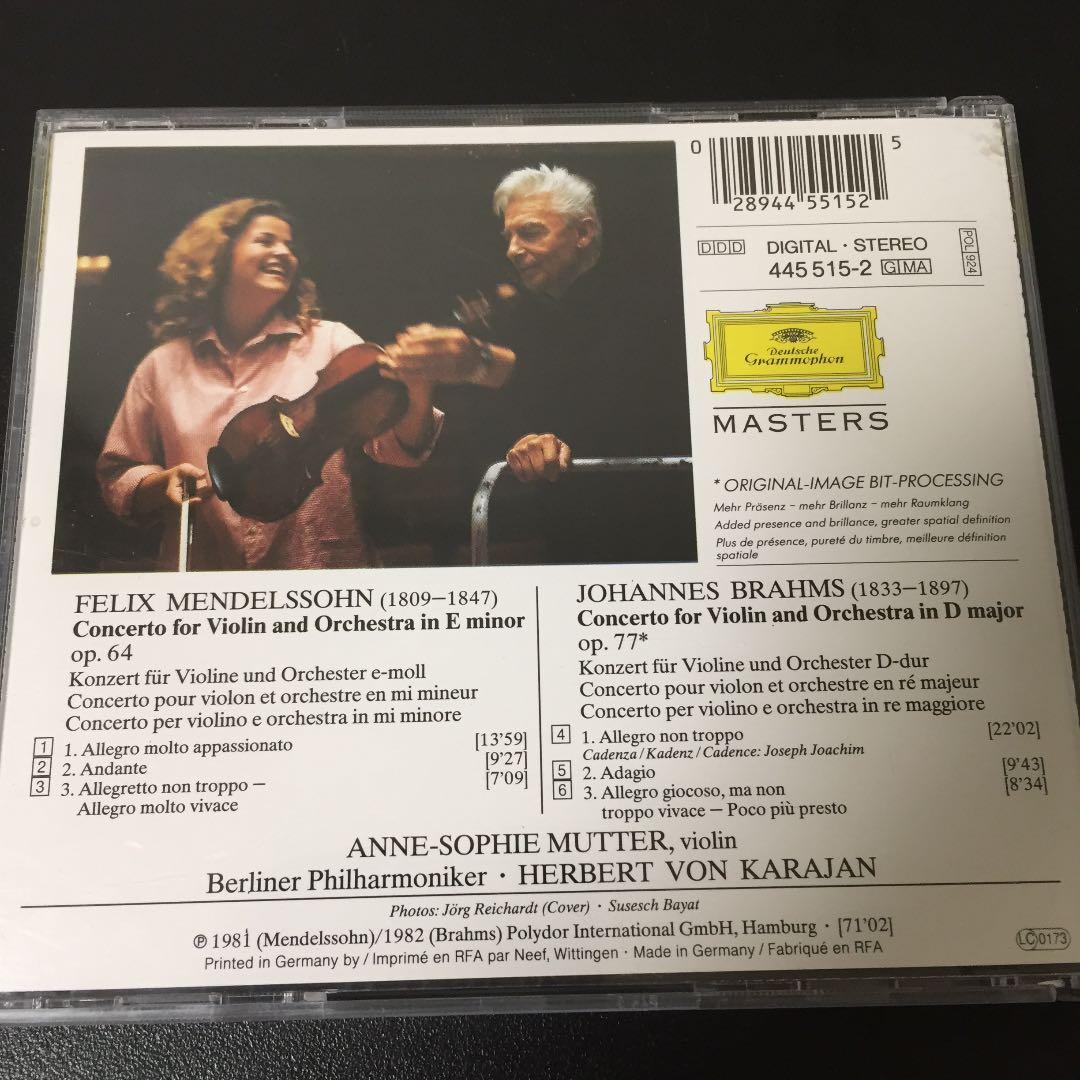 0 28944 55152 5
DDD DIGITAL · STEREO
445 515-2 GEMA
POL 924
Deutsche
Grammophon
MASTERS
* ORIGINAL-IMAGE BIT-PROCESSING
Mehr Präsenz – mehr Brillanz – mehr Raumklang
Added presence and brillance, greater spatial definition
Plus de présence, pureté du timbre, meilleure définition
spatiale
FELIX MENDELSSOHN (1809–1847)
Concerto for Violin and Orchestra in E minor
op. 64
Konzert für Violine und Orchester e-moll
Concerto pour violon et orchestre en mi mineur
Concerto per violino e orchestra in mi minore
1 1. Allegro molto appassionato [13'59]
2 2. Andante [9'27]
3 3. Allegretto non troppo – [7'09]
Allegro molto vivace
JOHANNES BRAHMS (1833–1897)
Concerto for Violin and Orchestra in D major
op. 77*
Konzert für Violine und Orchester D-dur
Concerto pour violon et orchestre en ré majeur
Concerto per violino e orchestra in re maggiore
4 1. Allegro non troppo [22'02]
Cadenza / Kadenz / Cadence: Joseph Joachim
5 2. Adagio [9'43]
6 3. Allegro giocoso, ma non [8'34]
troppo vivace – Poco più presto
ANNE-SOPHIE MUTTER, violin
Berliner Philharmoniker · HERBERT VON KARAJAN
Photos: Jörg Reichardt (Cover) · Susesch Bayat
℗ 1981 (Mendelssohn)/1982 (Brahms) Polydor International GmbH, Hamburg · [71'02]
Printed in Germany by / Imprimé en RFA par Neef, Wittingen · Made in Germany / Fabriqué en RFA
LC 0173